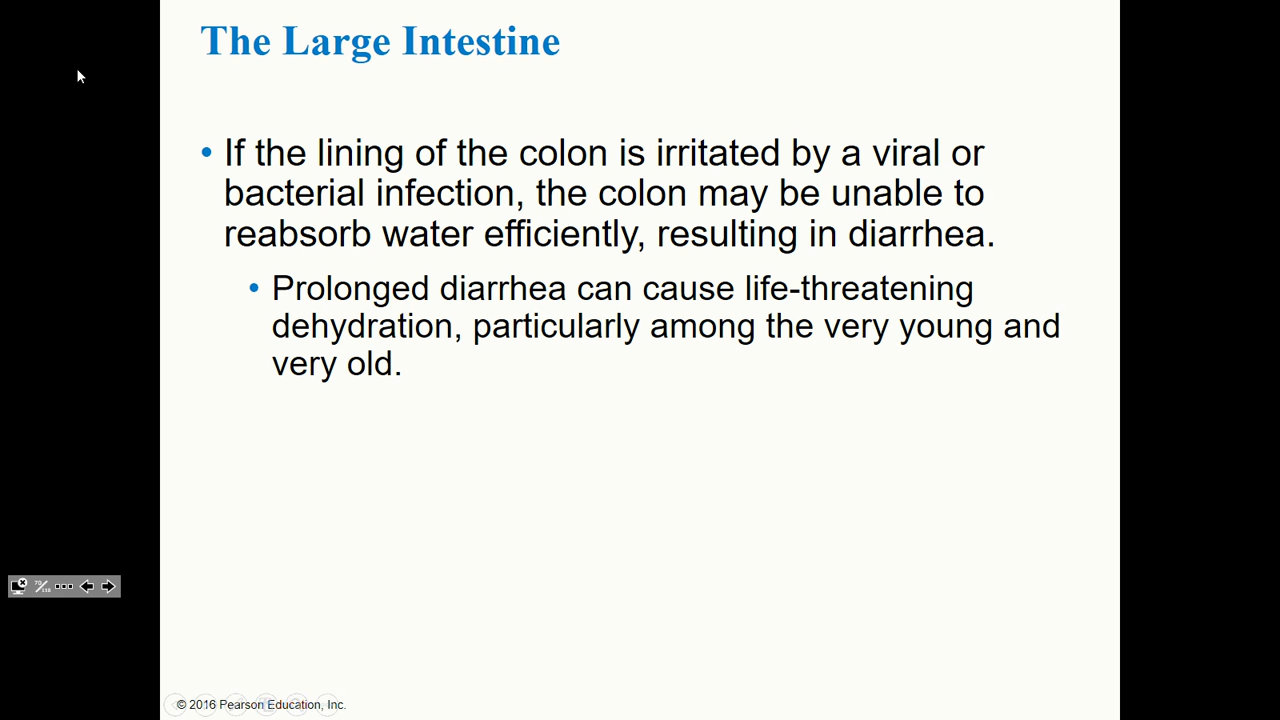 The Large Intestine
• If the lining of the colon is irritated by a viral or
bacterial infection, the colon may be unable to
reabsorb water efficiently, resulting in diarrhea.
• Prolonged diarrhea can cause life-threatening
dehydration, particularly among the very young and
very old.
70/118
© 2016 Pearson Education, Inc.